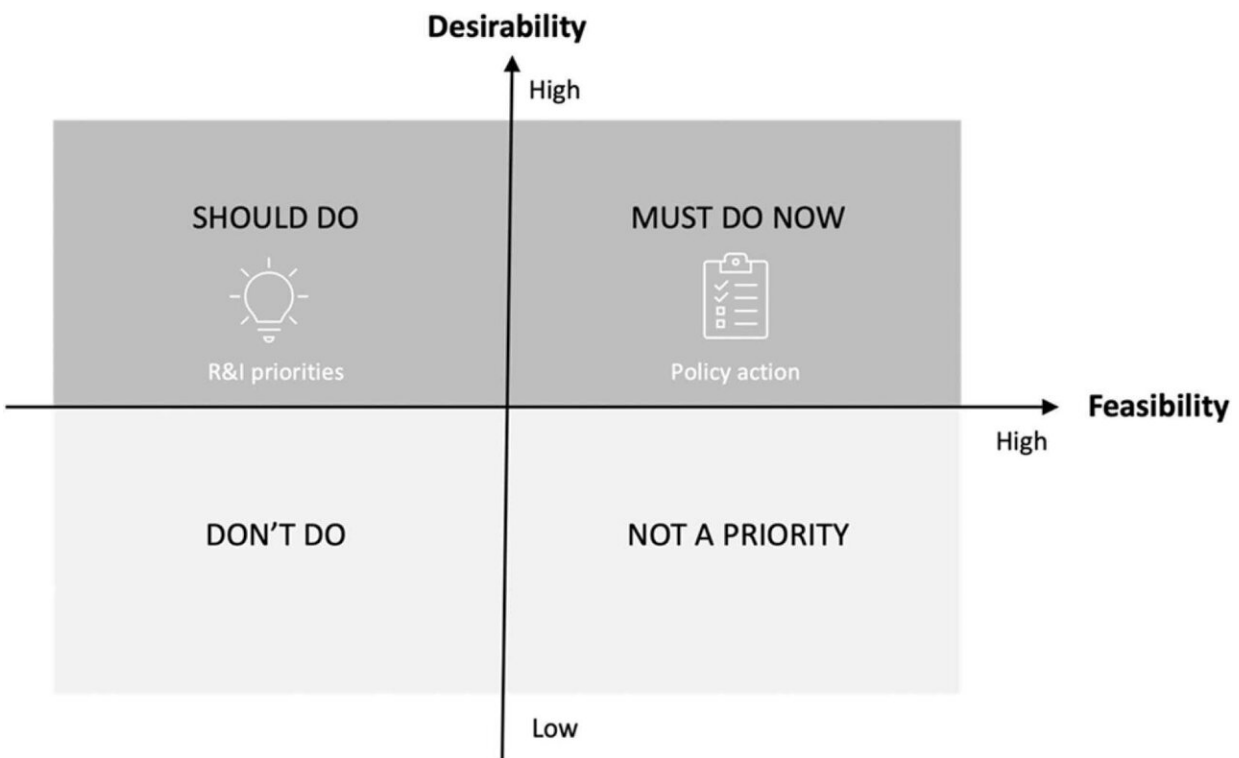 Desirability
High
SHOULD DO
MUST DO NOW
R&I priorities
Policy action
Feasibility
High
DON'T DO
NOT A PRIORITY
Low